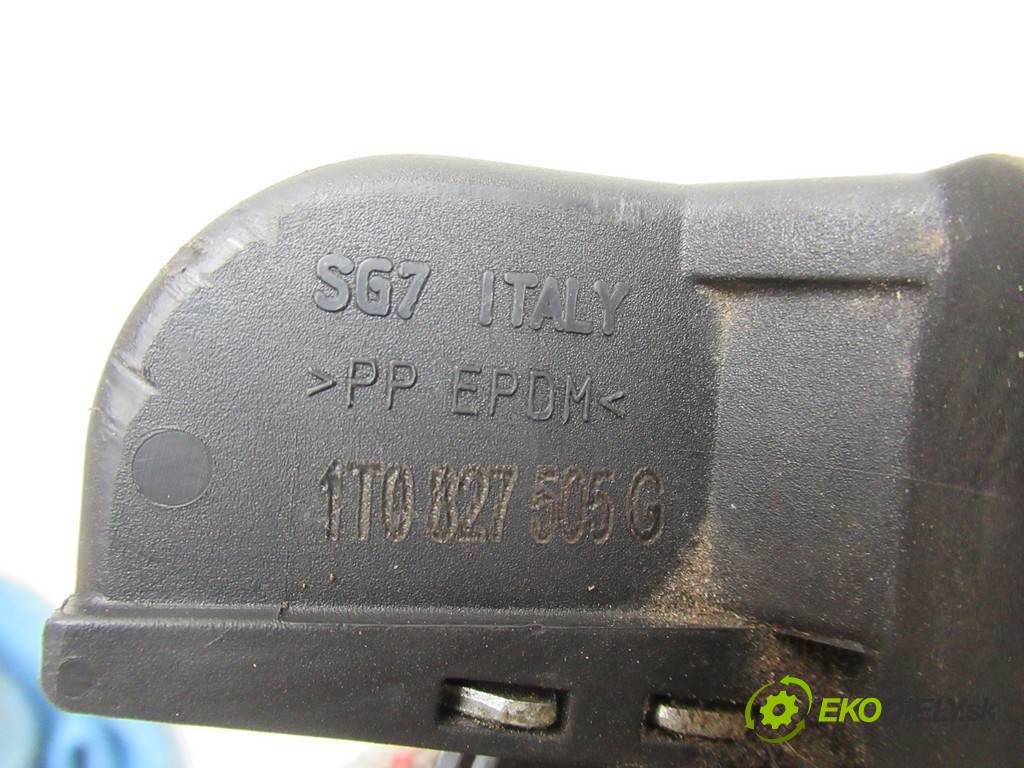 SG7 ITALY
>PP EPDM<
1T0 827 505 G
EKODIELY.sk